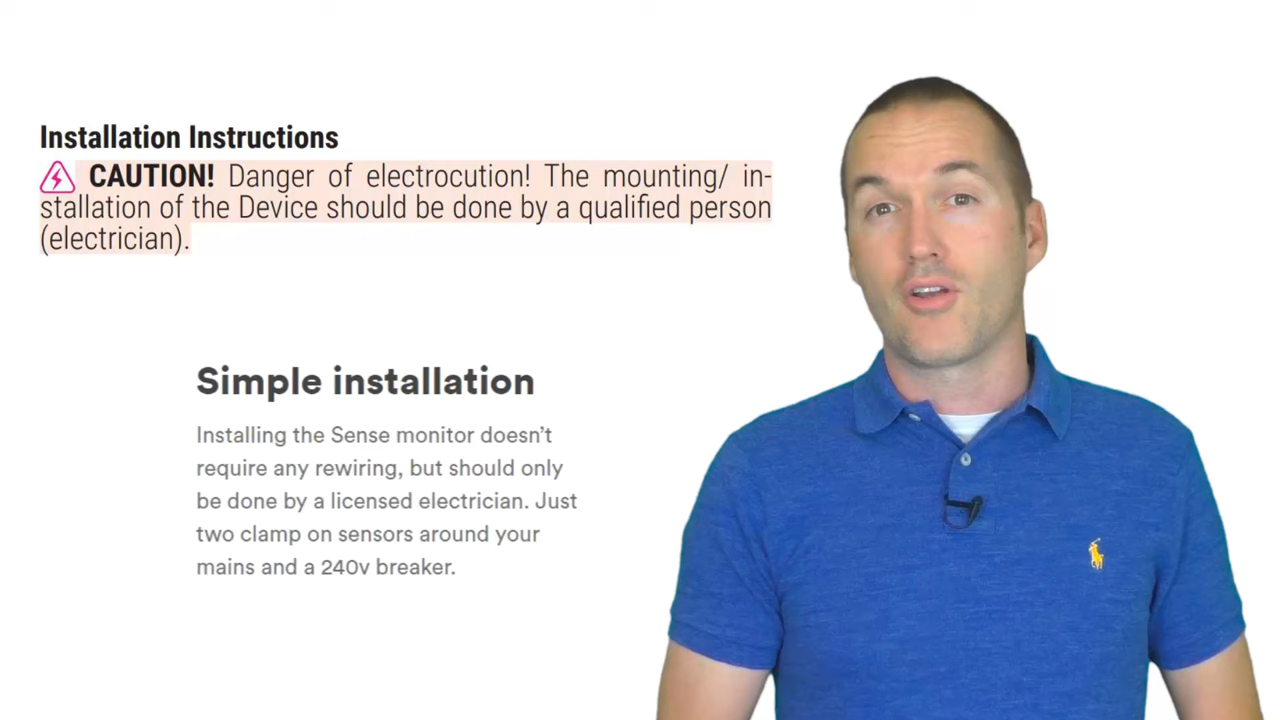 Installation Instructions
CAUTION! Danger of electrocution! The mounting/ in-
stallation of the Device should be done by a qualified person
(electrician).
Simple installation
Installing the Sense monitor doesn’t
require any rewiring, but should only
be done by a licensed electrician. Just
two clamp on sensors around your
mains and a 240v breaker.